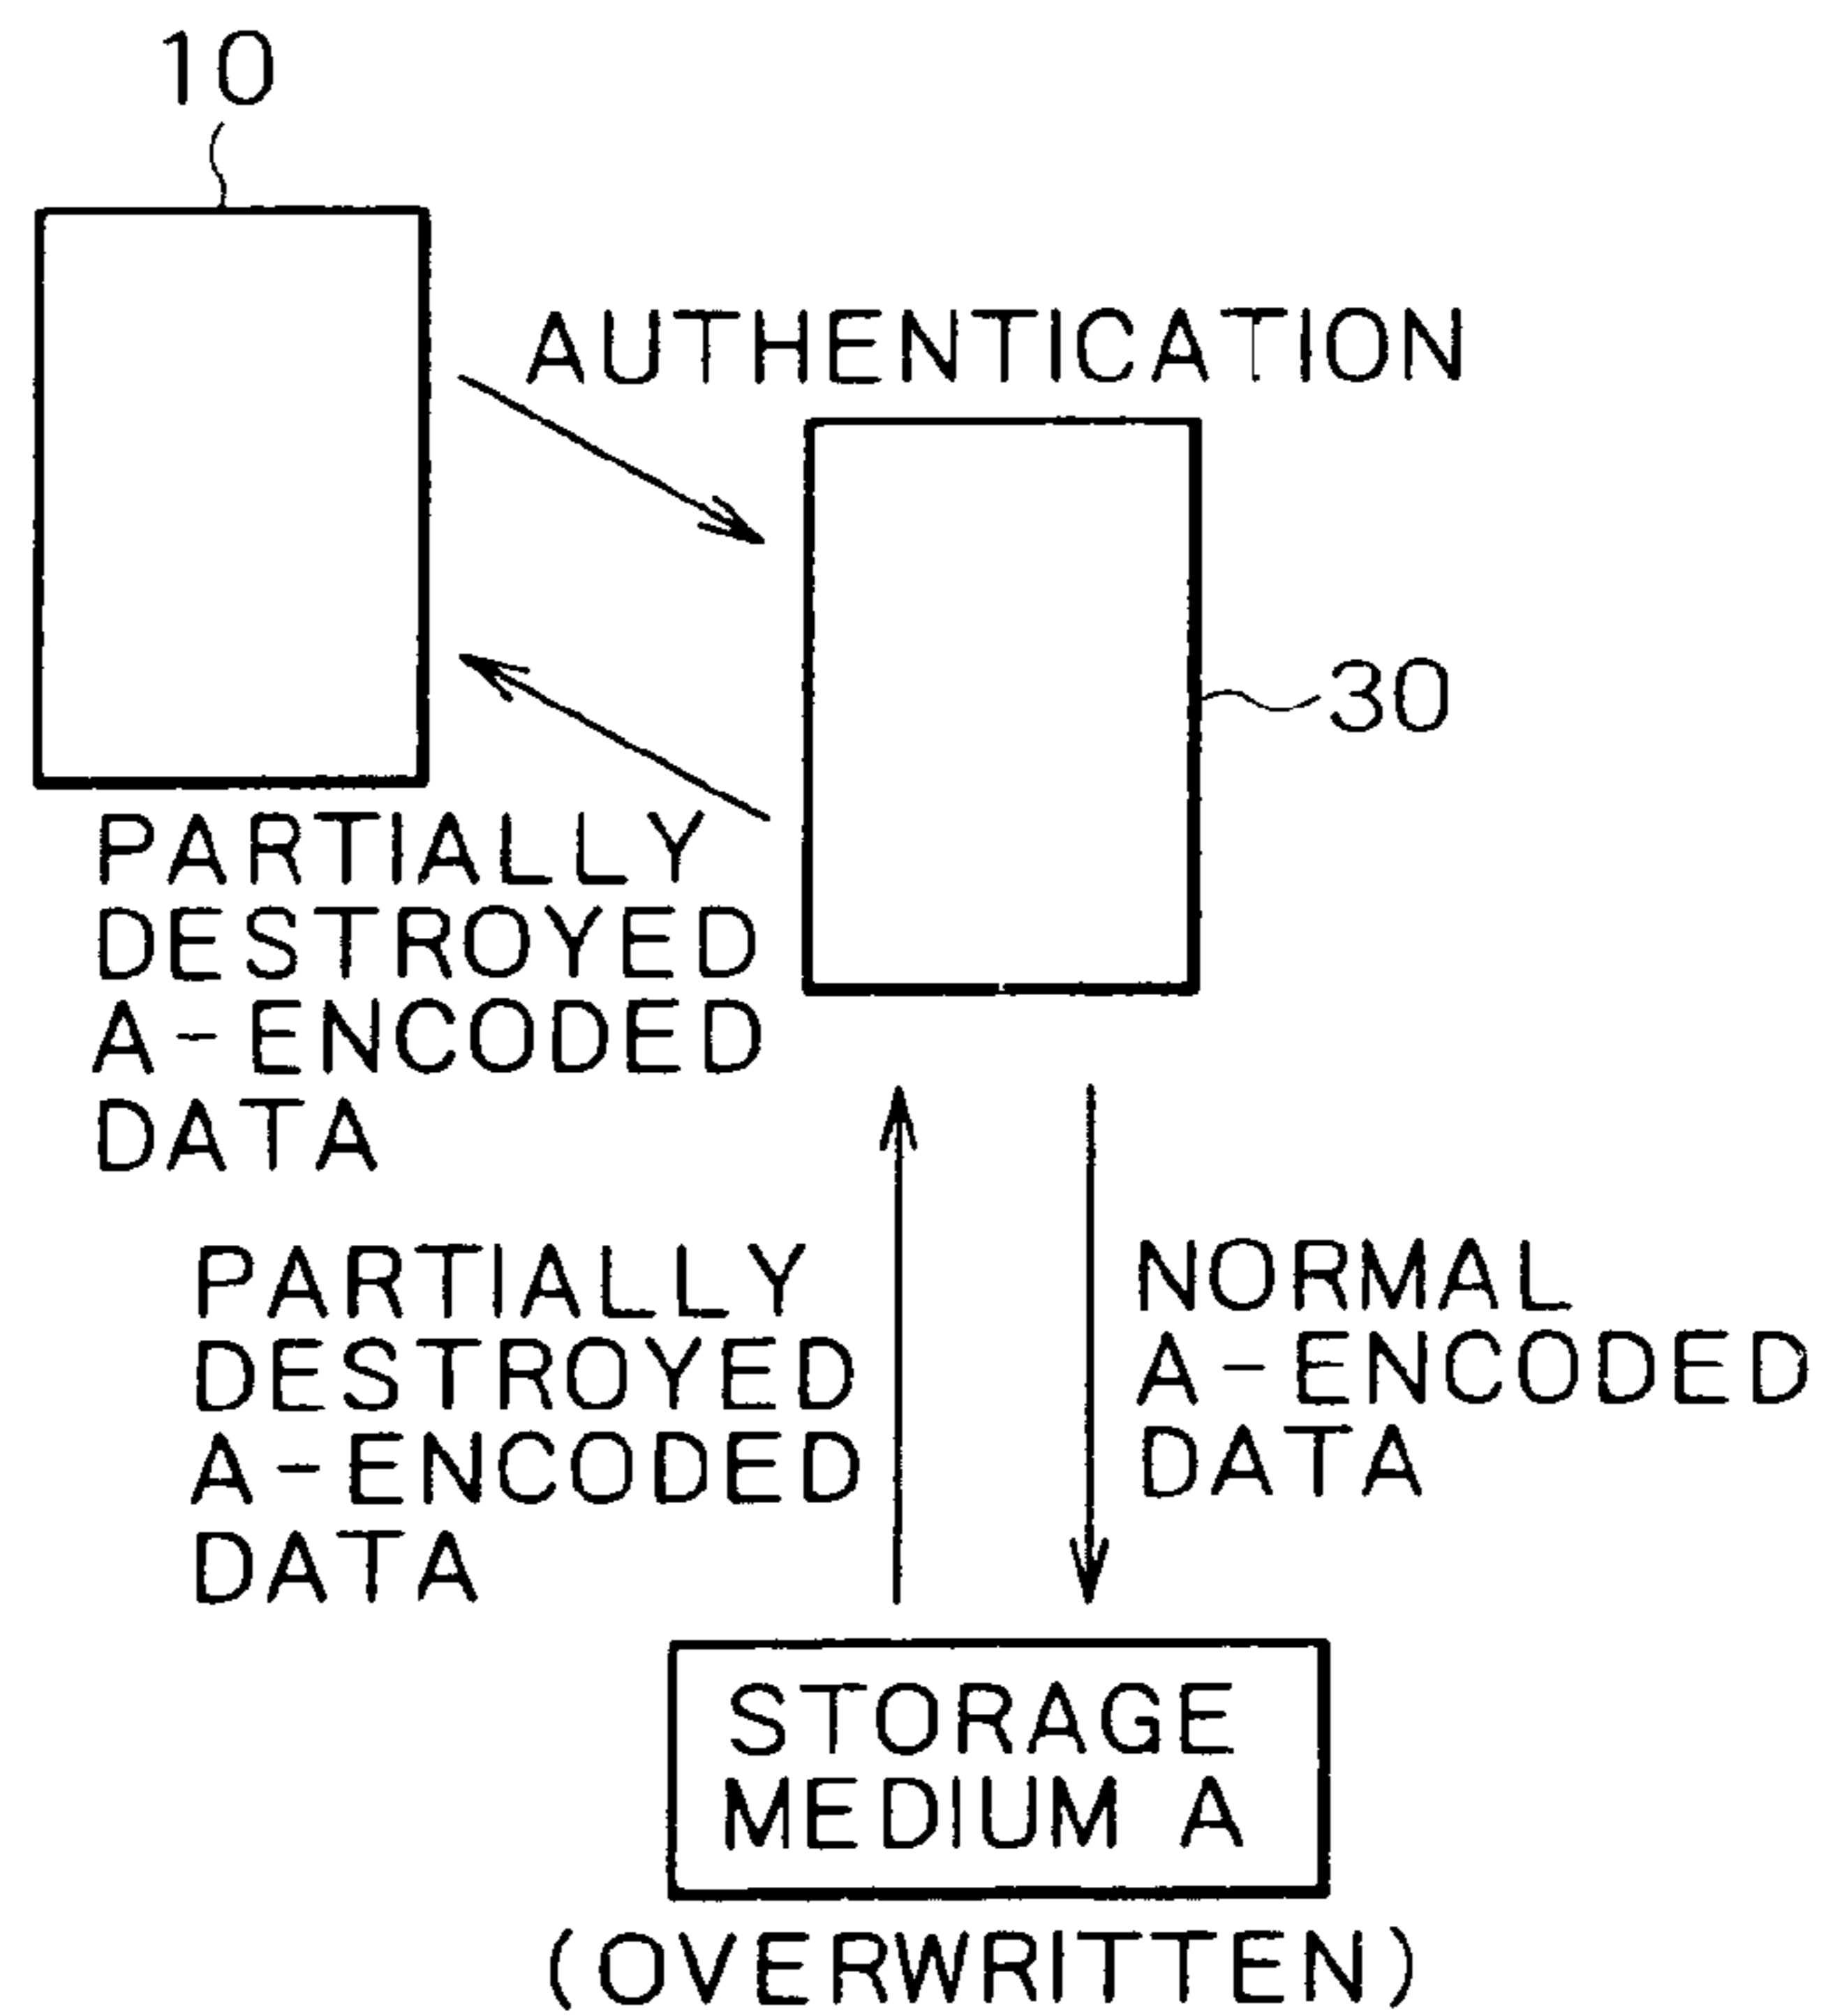 10
AUTHENTICATION
30
PARTIALLY
DESTROYED
A-ENCODED
DATA
PARTIALLY
DESTROYED
A-ENCODED
DATA
NORMAL
A-ENCODED
DATA
STORAGE
MEDIUM A
(OVERWRITTEN)